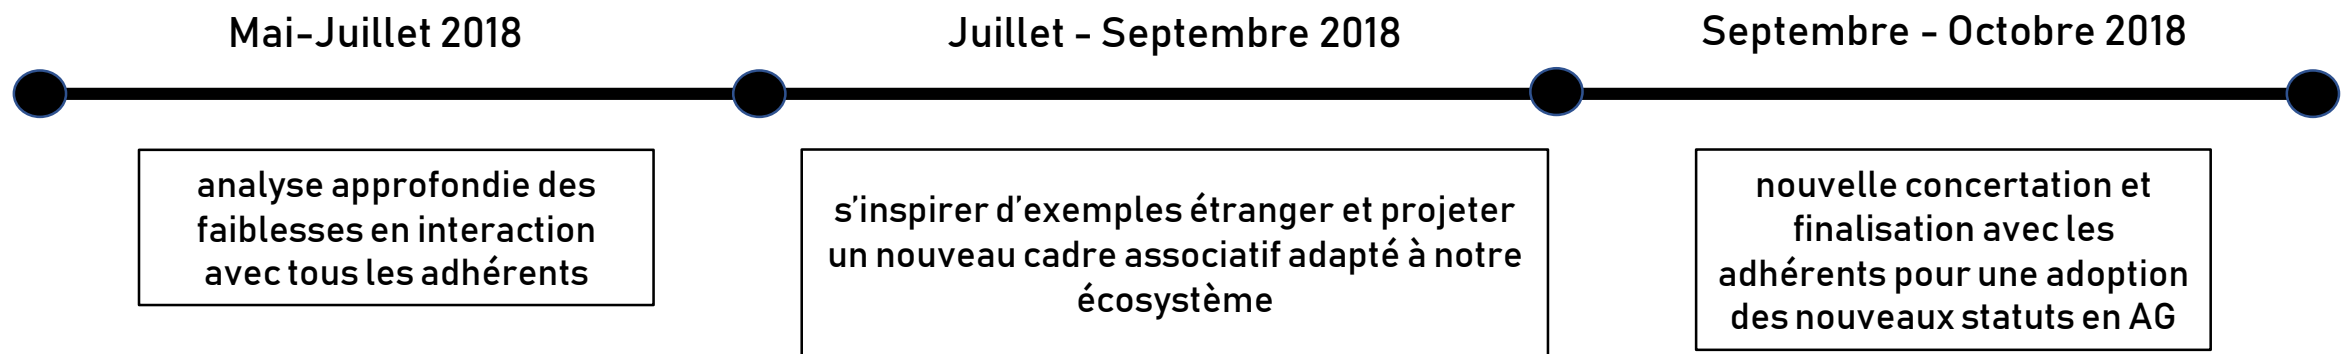 Mai-Juillet 2018
Juillet - Septembre 2018
Septembre - Octobre 2018
analyse approfondie des
faiblesses en interaction
avec tous les adhérents
s'inspirer d'exemples étranger et projeter
un nouveau cadre associatif adapté à notre
écosystème
nouvelle concertation et
finalisation avec les
adhérents pour une adoption
des nouveaux statuts en AG